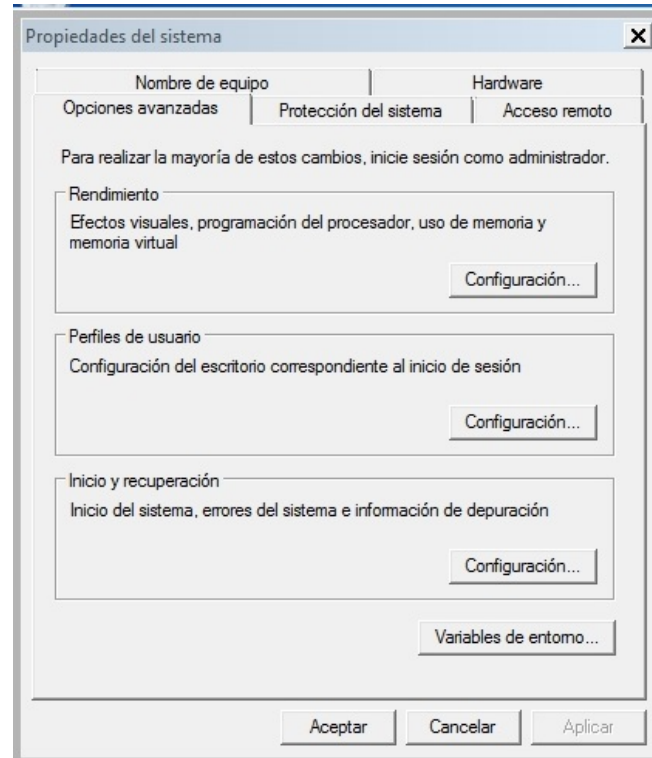 Propiedades del sistema
Nombre de equipo
Hardware
Opciones avanzadas
Protección del sistema
Acceso remoto
Para realizar la mayoría de estos cambios, inicie sesión como administrador.
Rendimiento
Efectos visuales, programación del procesador, uso de memoria y
memoria virtual
Configuración...
Perfiles de usuario
Configuración del escritorio correspondiente al inicio de sesión
Configuración...
Inicio y recuperación
Inicio del sistema, errores del sistema e información de depuración
Configuración...
Variables de entorno...
Aceptar
Cancelar
Aplicar